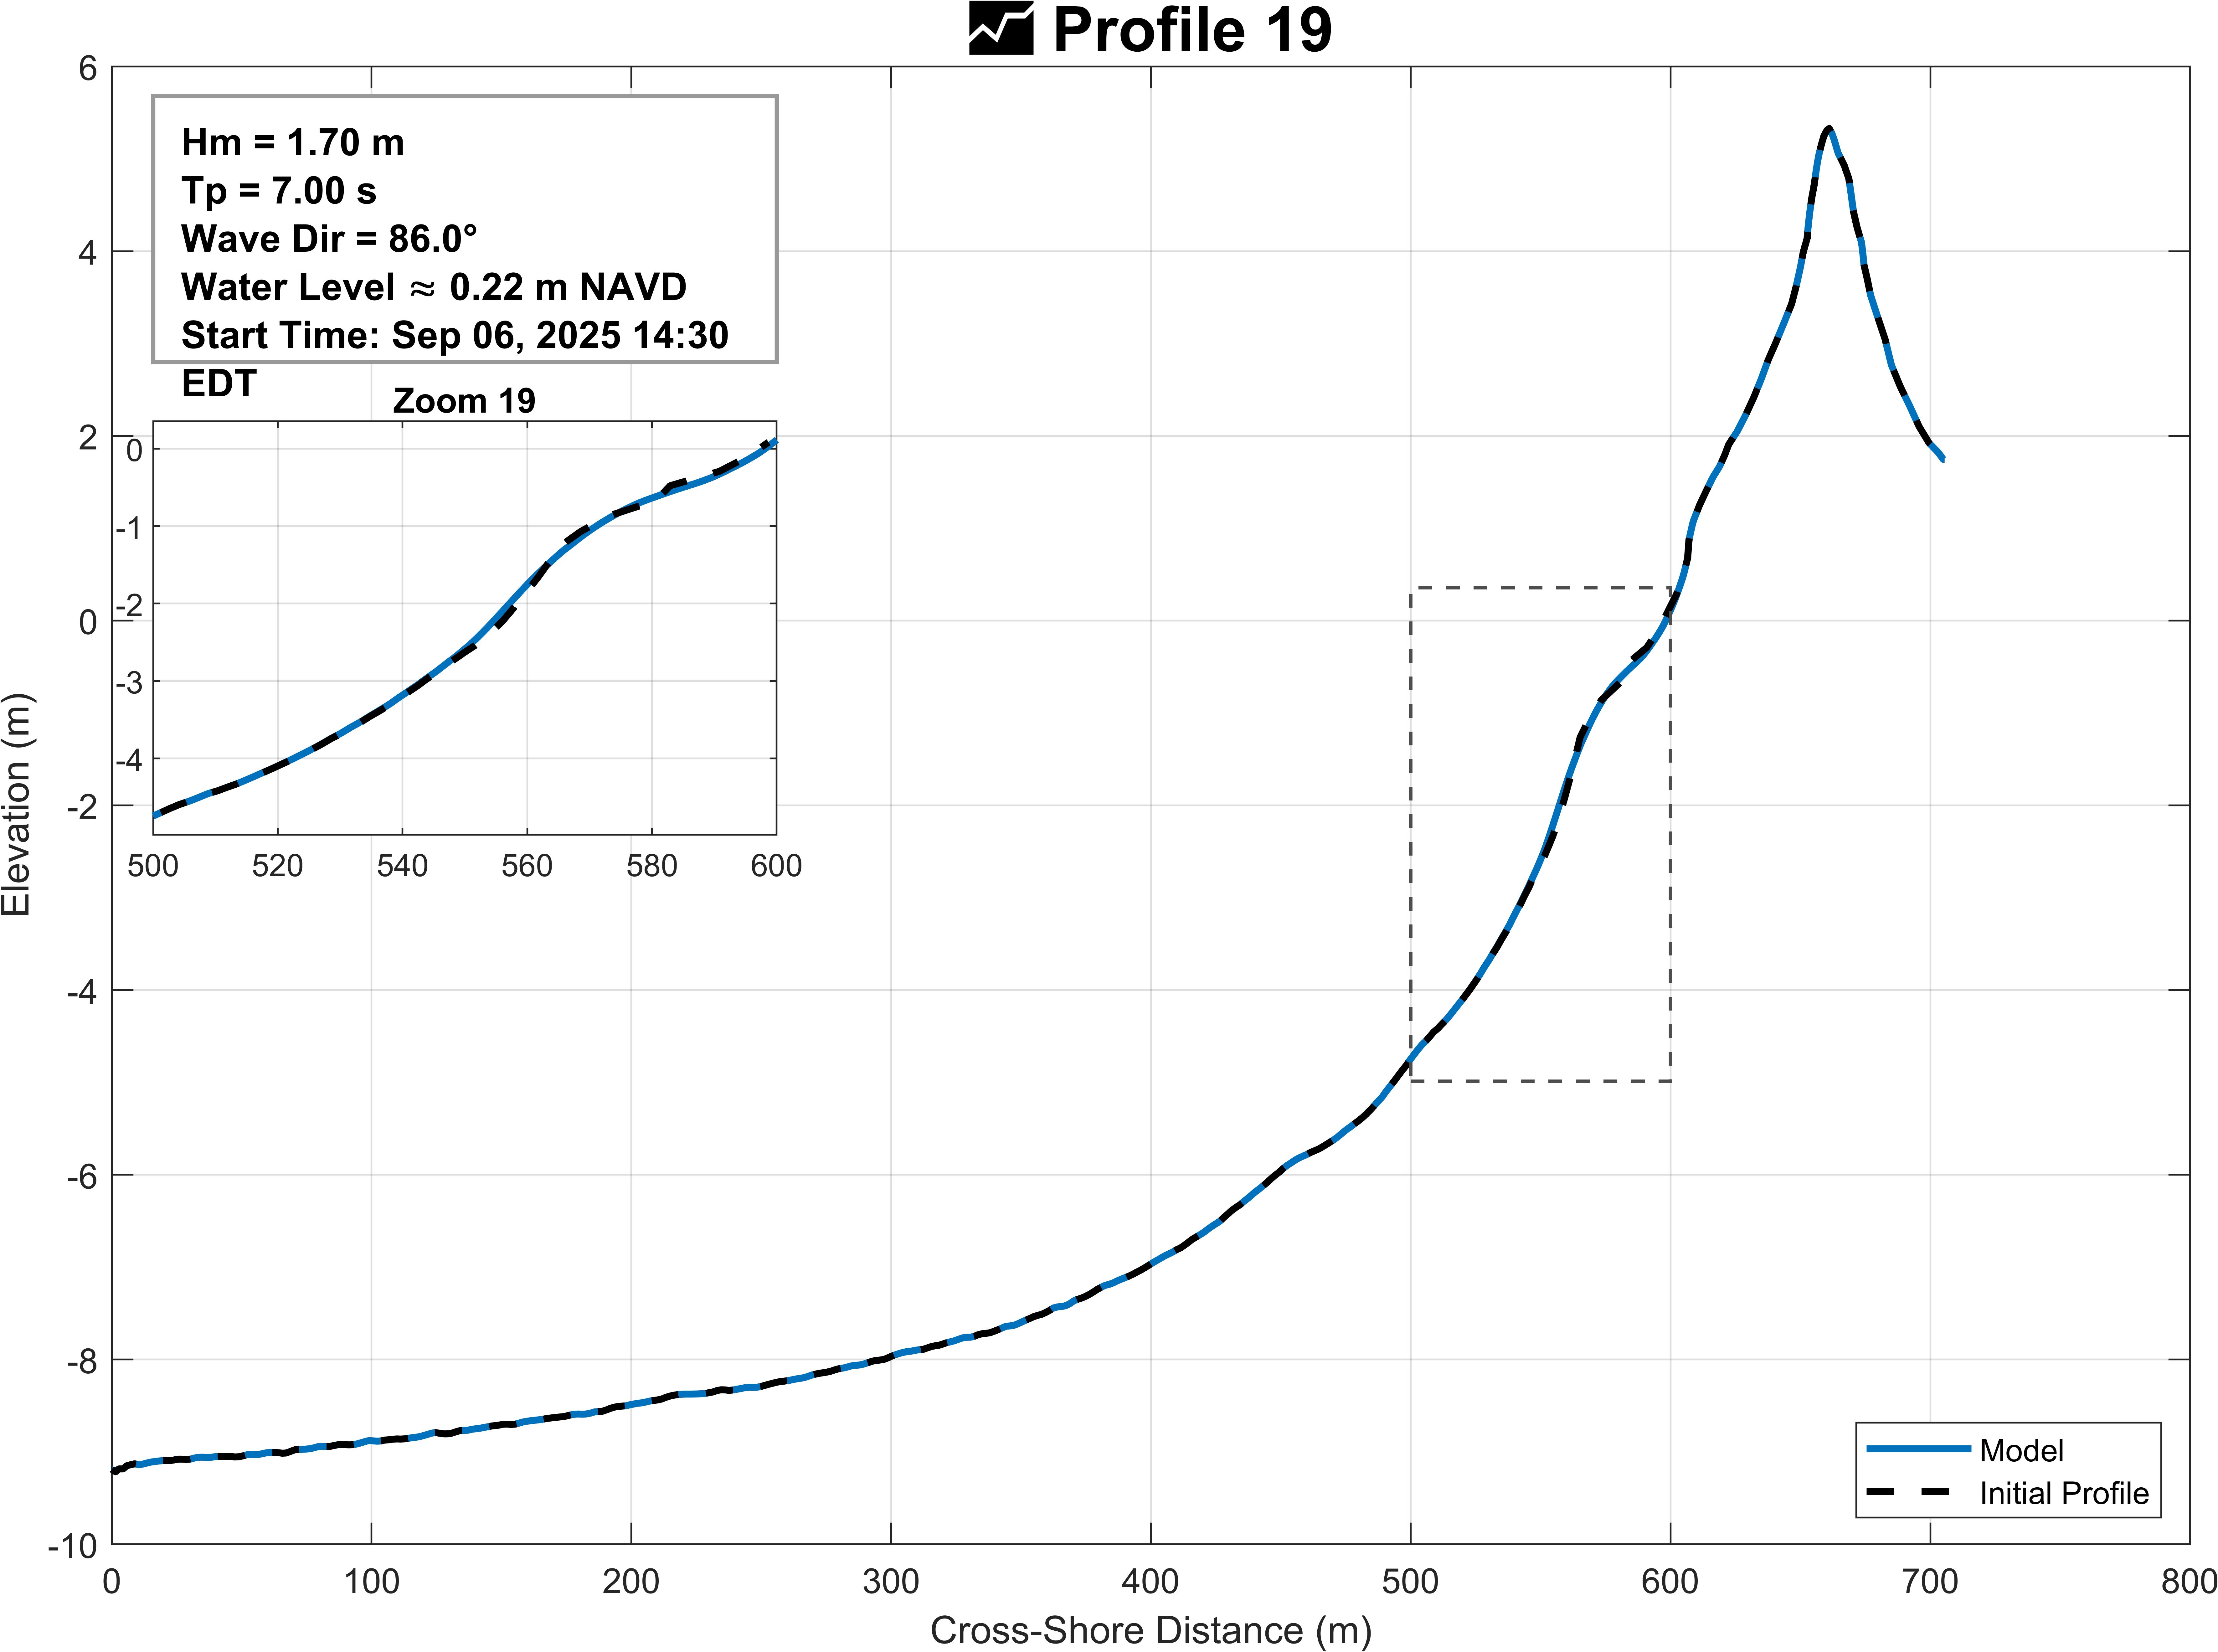 Profile 19
6
4
2
0
-2
-4
-6
-8
-10
Elevation (m)
Hm = 1.70 m
Tp = 7.00 s
Wave Dir = 86.0°
Water Level ≈ 0.22 m NAVD
Start Time: Sep 06, 2025 14:30
EDT
Zoom 19
0
-1
-2
-3
-4
500 520 540 560 580 600
Model
Initial Profile
0 100 200 300 400 500 600 700 800
Cross-Shore Distance (m)